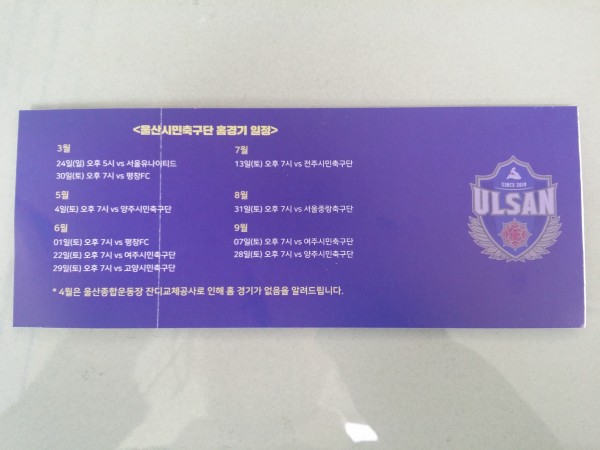 <울산시민축구단 홈경기 일정>
3월
24일(일) 오후 5시 vs 서울유나이티드
30일(토) 오후 7시 vs 평창FC
5월
4일(토) 오후 7시 vs 양주시민축구단
6월
01일(토) 오후 7시 vs 평창FC
22일(토) 오후 7시 vs 여주시민축구단
29일(토) 오후 7시 vs 고양시민축구단
7월
13일(토) 오후 7시 vs 전주시민축구단
8월
31일(토) 오후 7시 vs 서울중랑축구단
9월
07일(토) 오후 7시 vs 여주시민축구단
28일(토) 오후 7시 vs 양주시민축구단
* 4월은 울산종합운동장 잔디교체공사로 인해 홈 경기가 없음을 알려드립니다.
SINCE 2019
ULSAN